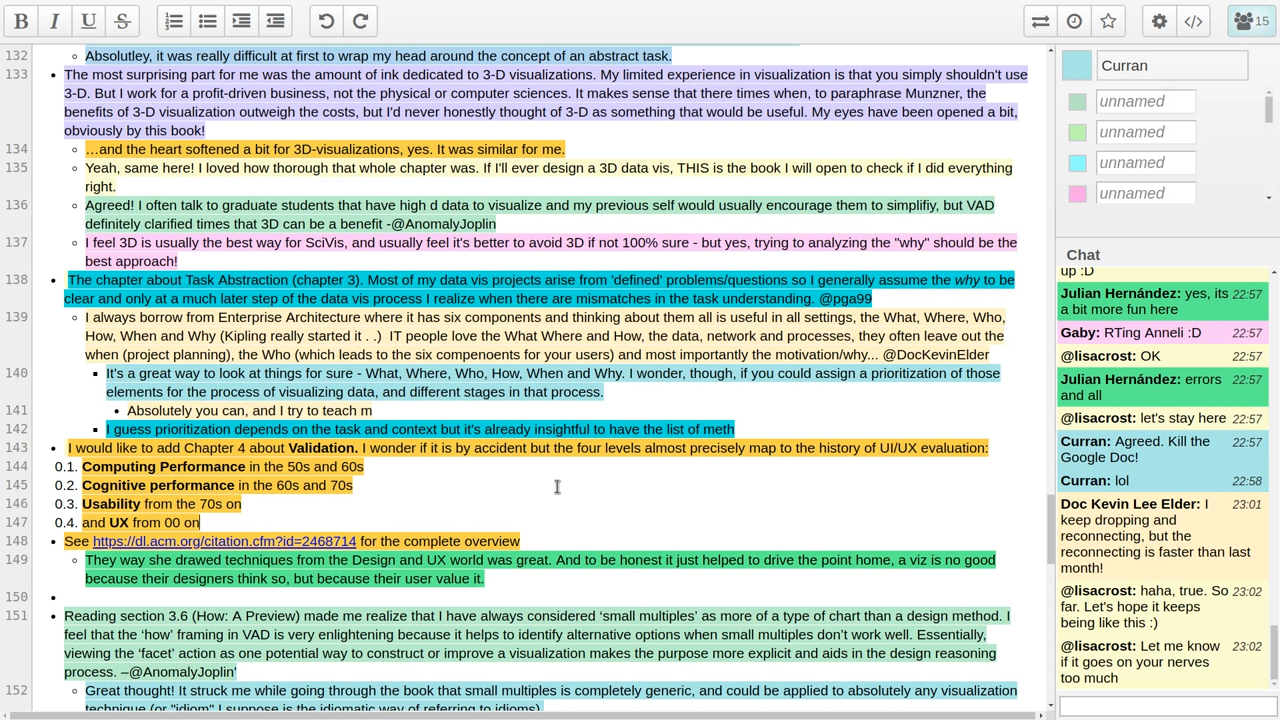 B I U S
15
132 Absolutley, it was really difficult at first to wrap my head around the concept of an abstract task.
133 The most surprising part for me was the amount of ink dedicated to 3-D visualizations. My limited experience in visualization is that you simply shouldn't use
3-D. But I work for a profit-driven business, not the physical or computer sciences. It makes sense that there times when, to paraphrase Munzner, the
benefits of 3-D visualization outweigh the costs, but I'd never honestly thought of 3-D as something that would be useful. My eyes have been opened a bit,
obviously by this book!
134 …and the heart softened a bit for 3D-visualizations, yes. It was similar for me.
135 Yeah, same here! I loved how thorough that whole chapter was. If I'll ever design a 3D data vis, THIS is the book I will open to check if I did everything
right.
136 Agreed! I often talk to graduate students that have high d data to visualize and my previous self would usually encourage them to simplifiy, but VAD
definitely clarified times that 3D can be a benefit -@AnomalyJoplin
137 I feel 3D is usually the best way for SciVis, and usually feel it's better to avoid 3D if not 100% sure - but yes, trying to analyzing the "why" should be the
best approach!
138 The chapter about Task Abstraction (chapter 3). Most of my data vis projects arise from 'defined' problems/questions so I generally assume the why to be
clear and only at a much later step of the data vis process I realize when there are mismatches in the task understanding. @pga99
139 I always borrow from Enterprise Architecture where it has six components and thinking about them all is useful in all settings, the What, Where, Who,
How, When and Why (Kipling really started it . .)  IT people love the What Where and How, the data, network and processes, they often leave out the
when (project planning), the Who (which leads to the six compenoents for your users) and most importantly the motivation/why... @DocKevinElder
140 It's a great way to look at things for sure - What, Where, Who, How, When and Why. I wonder, though, if you could assign a prioritization of those
elements for the process of visualizing data, and different stages in that process.
141 Absolutely you can, and I try to teach m
142 I guess prioritization depends on the task and context but it's already insightful to have the list of meth
143 I would like to add Chapter 4 about Validation. I wonder if it is by accident but the four levels almost precisely map to the history of UI/UX evaluation:
144 0.1. Computing Performance in the 50s and 60s
145 0.2. Cognitive performance in the 60s and 70s
146 0.3. Usability from the 70s on
147 0.4. and UX from 00 on
148 See https://dl.acm.org/citation.cfm?id=2468714 for the complete overview
149 They way she drawed techniques from the Design and UX world was great. And to be honest it just helped to drive the point home, a viz is no good
because their designers think so, but because their user value it.
150
151 Reading section 3.6 (How: A Preview) made me realize that I have always considered ‘small multiples’ as more of a type of chart than a design method. I
feel that the ‘how’ framing in VAD is very enlightening because it helps to identify alternative options when small multiples don’t work well. Essentially,
viewing the ‘facet’ action as one potential way to construct or improve a visualization makes the purpose more explicit and aids in the design reasoning
process. –@AnomalyJoplin'
152 Great thought! It struck me while going through the book that small multiples is completely generic, and could be applied to absolutely any visualization
technique (or "idiom" I suppose is the idiomatic way of referring to idioms).
Curran
unnamed
unnamed
unnamed
unnamed
Chat
up :D
Julian Hernández: yes, its 22:57
a bit more fun here
Gaby: RTing Anneli :D 22:57
@lisacrost: OK 22:57
Julian Hernández: errors 22:57
and all
@lisacrost: let's stay here 22:57
Curran: Agreed. Kill the 22:57
Google Doc!
Curran: lol 22:58
Doc Kevin Lee Elder: I 23:01
keep dropping and
reconnecting, but the
reconnecting is faster than last
month!
@lisacrost: haha, true. So 23:02
far. Let's hope it keeps
being like this :)
@lisacrost: Let me know 23:02
if it goes on your nerves
too much